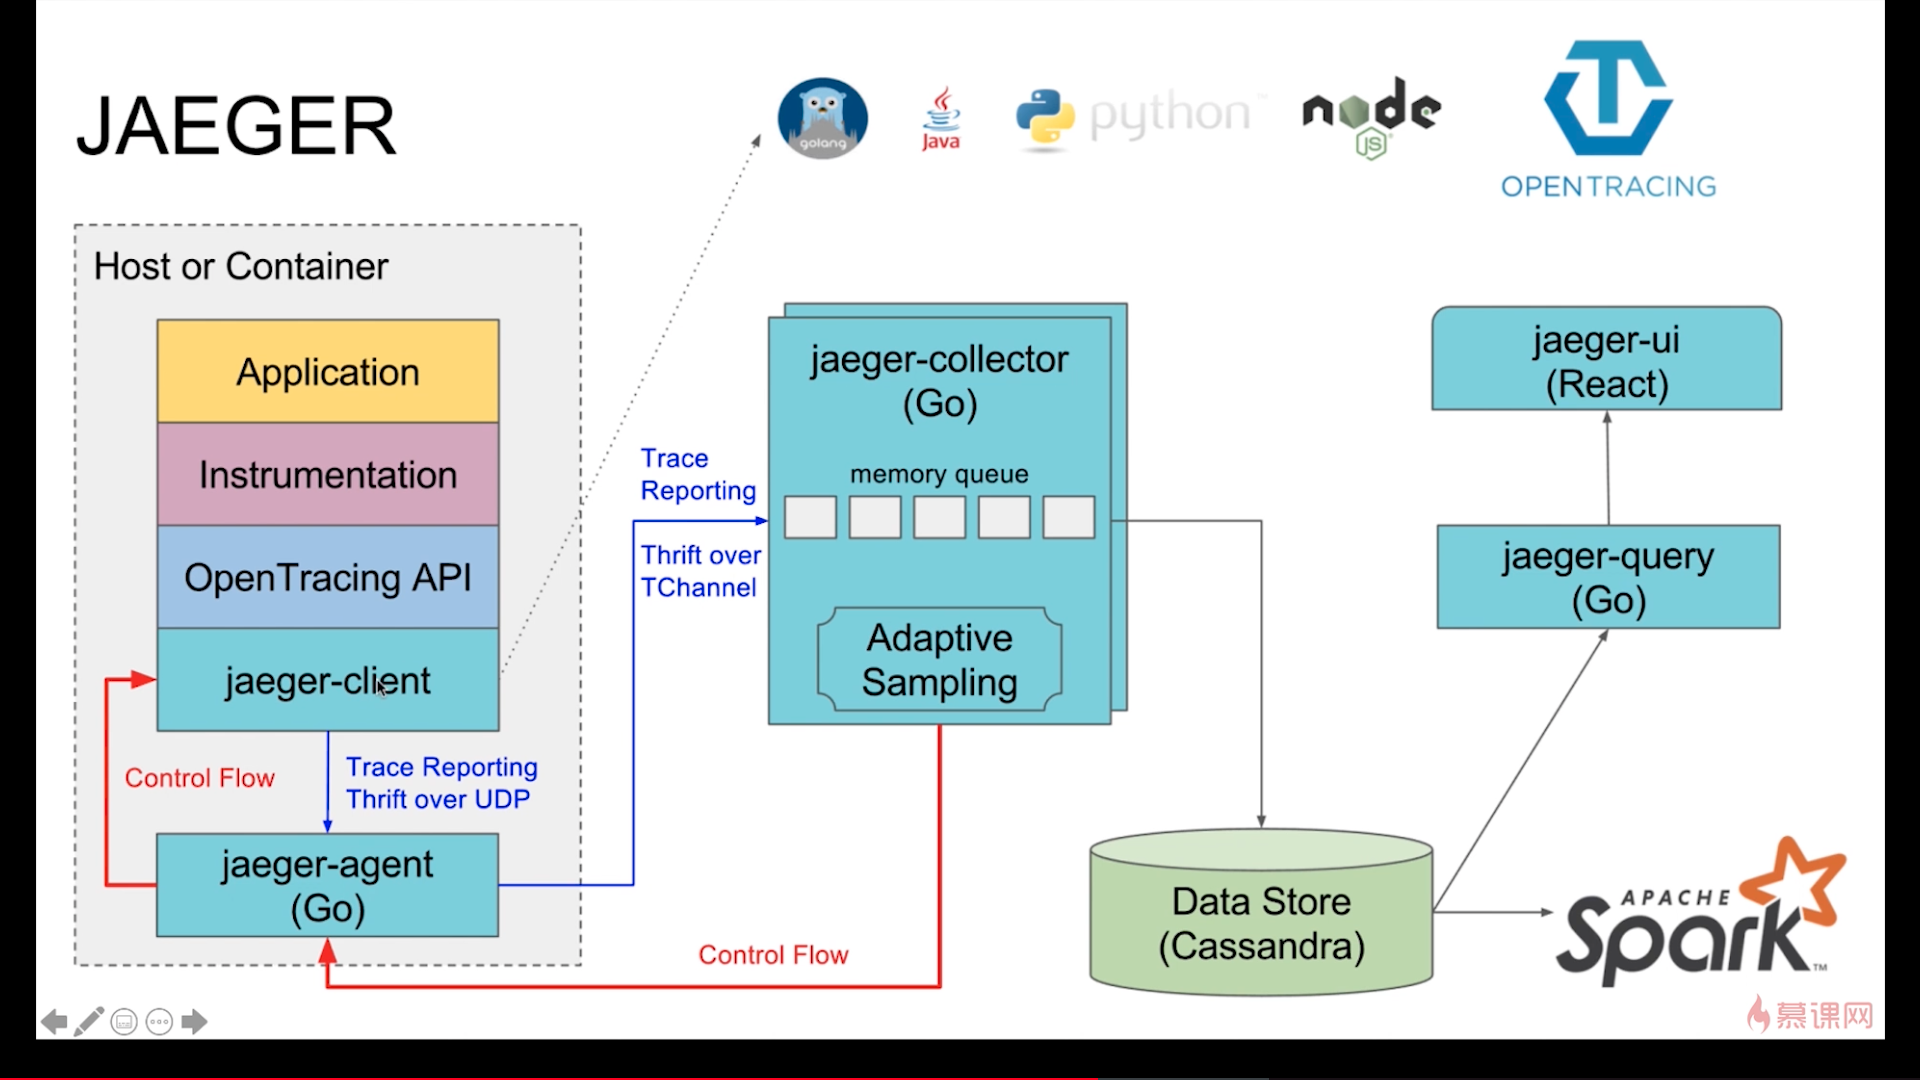 JAEGER
golang
Java
python
node
JS
OPENTRACING
Host or Container
Application
Instrumentation
OpenTracing API
jaeger-client
Control Flow
Trace Reporting
Thrift over UDP
jaeger-agent
(Go)
Trace
Reporting
Thrift over
TChannel
jaeger-collector
(Go)
memory queue
Adaptive
Sampling
Control Flow
jaeger-ui
(React)
jaeger-query
(Go)
Data Store
(Cassandra)
APACHE
Spark™
慕课网